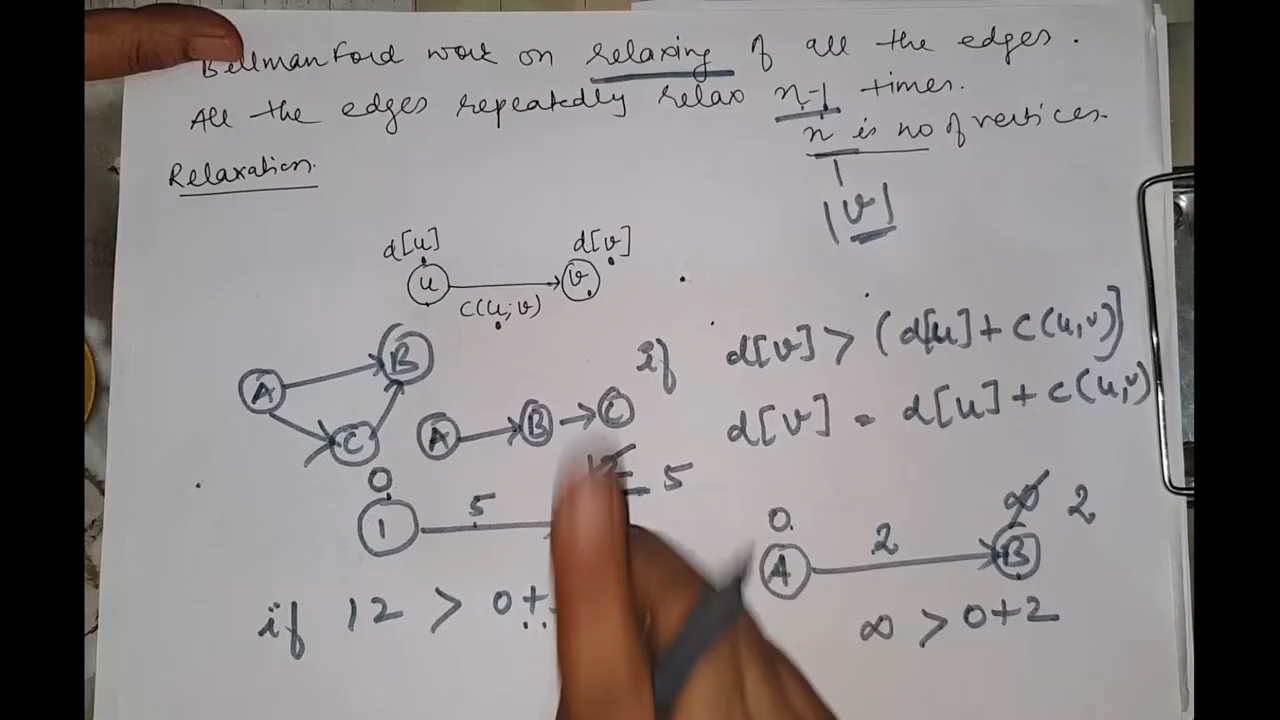 BellmanFord work on relaxing of all the edges.
All the edges repeatedly relax n-1 times.
n is no of vertices.
|v|
Relaxation.
d[u] d[v]
u v
c(u,v)
A B C
A B C
if d[v] > (d[u] + c(u,v))
d[v] = d[u] + c(u,v)
0 5 12 5
1
if 12 > 0+
0 2 ∞ 2
A B
∞ > 0+2